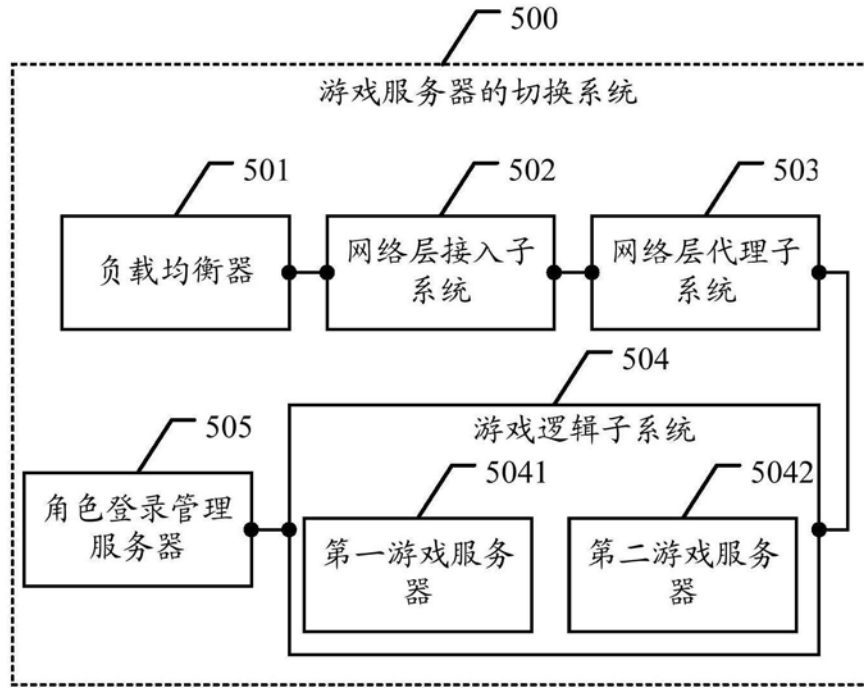 500
游戏服务器的切换系统
501
502
503
负载均衡器
网络层接入子
系统
网络层代理子
系统
504
游戏逻辑子系统
505
角色登录管理
服务器
5041
5042
第一游戏服务
器
第二游戏服务
器